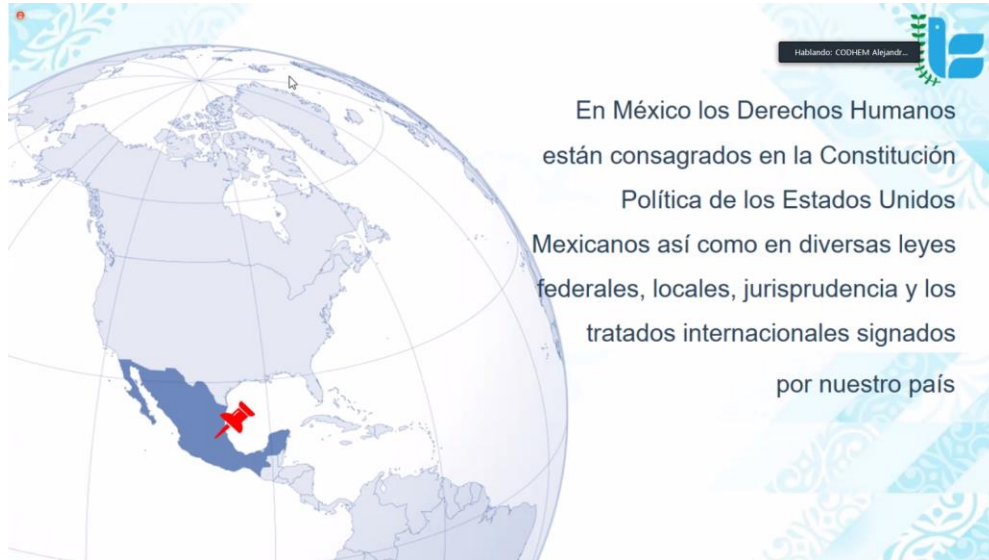 Hablando: CODHEM Alejandr...
En México los Derechos Humanos
están consagrados en la Constitución
Política de los Estados Unidos
Mexicanos así como en diversas leyes
federales, locales, jurisprudencia y los
tratados internacionales signados
por nuestro país